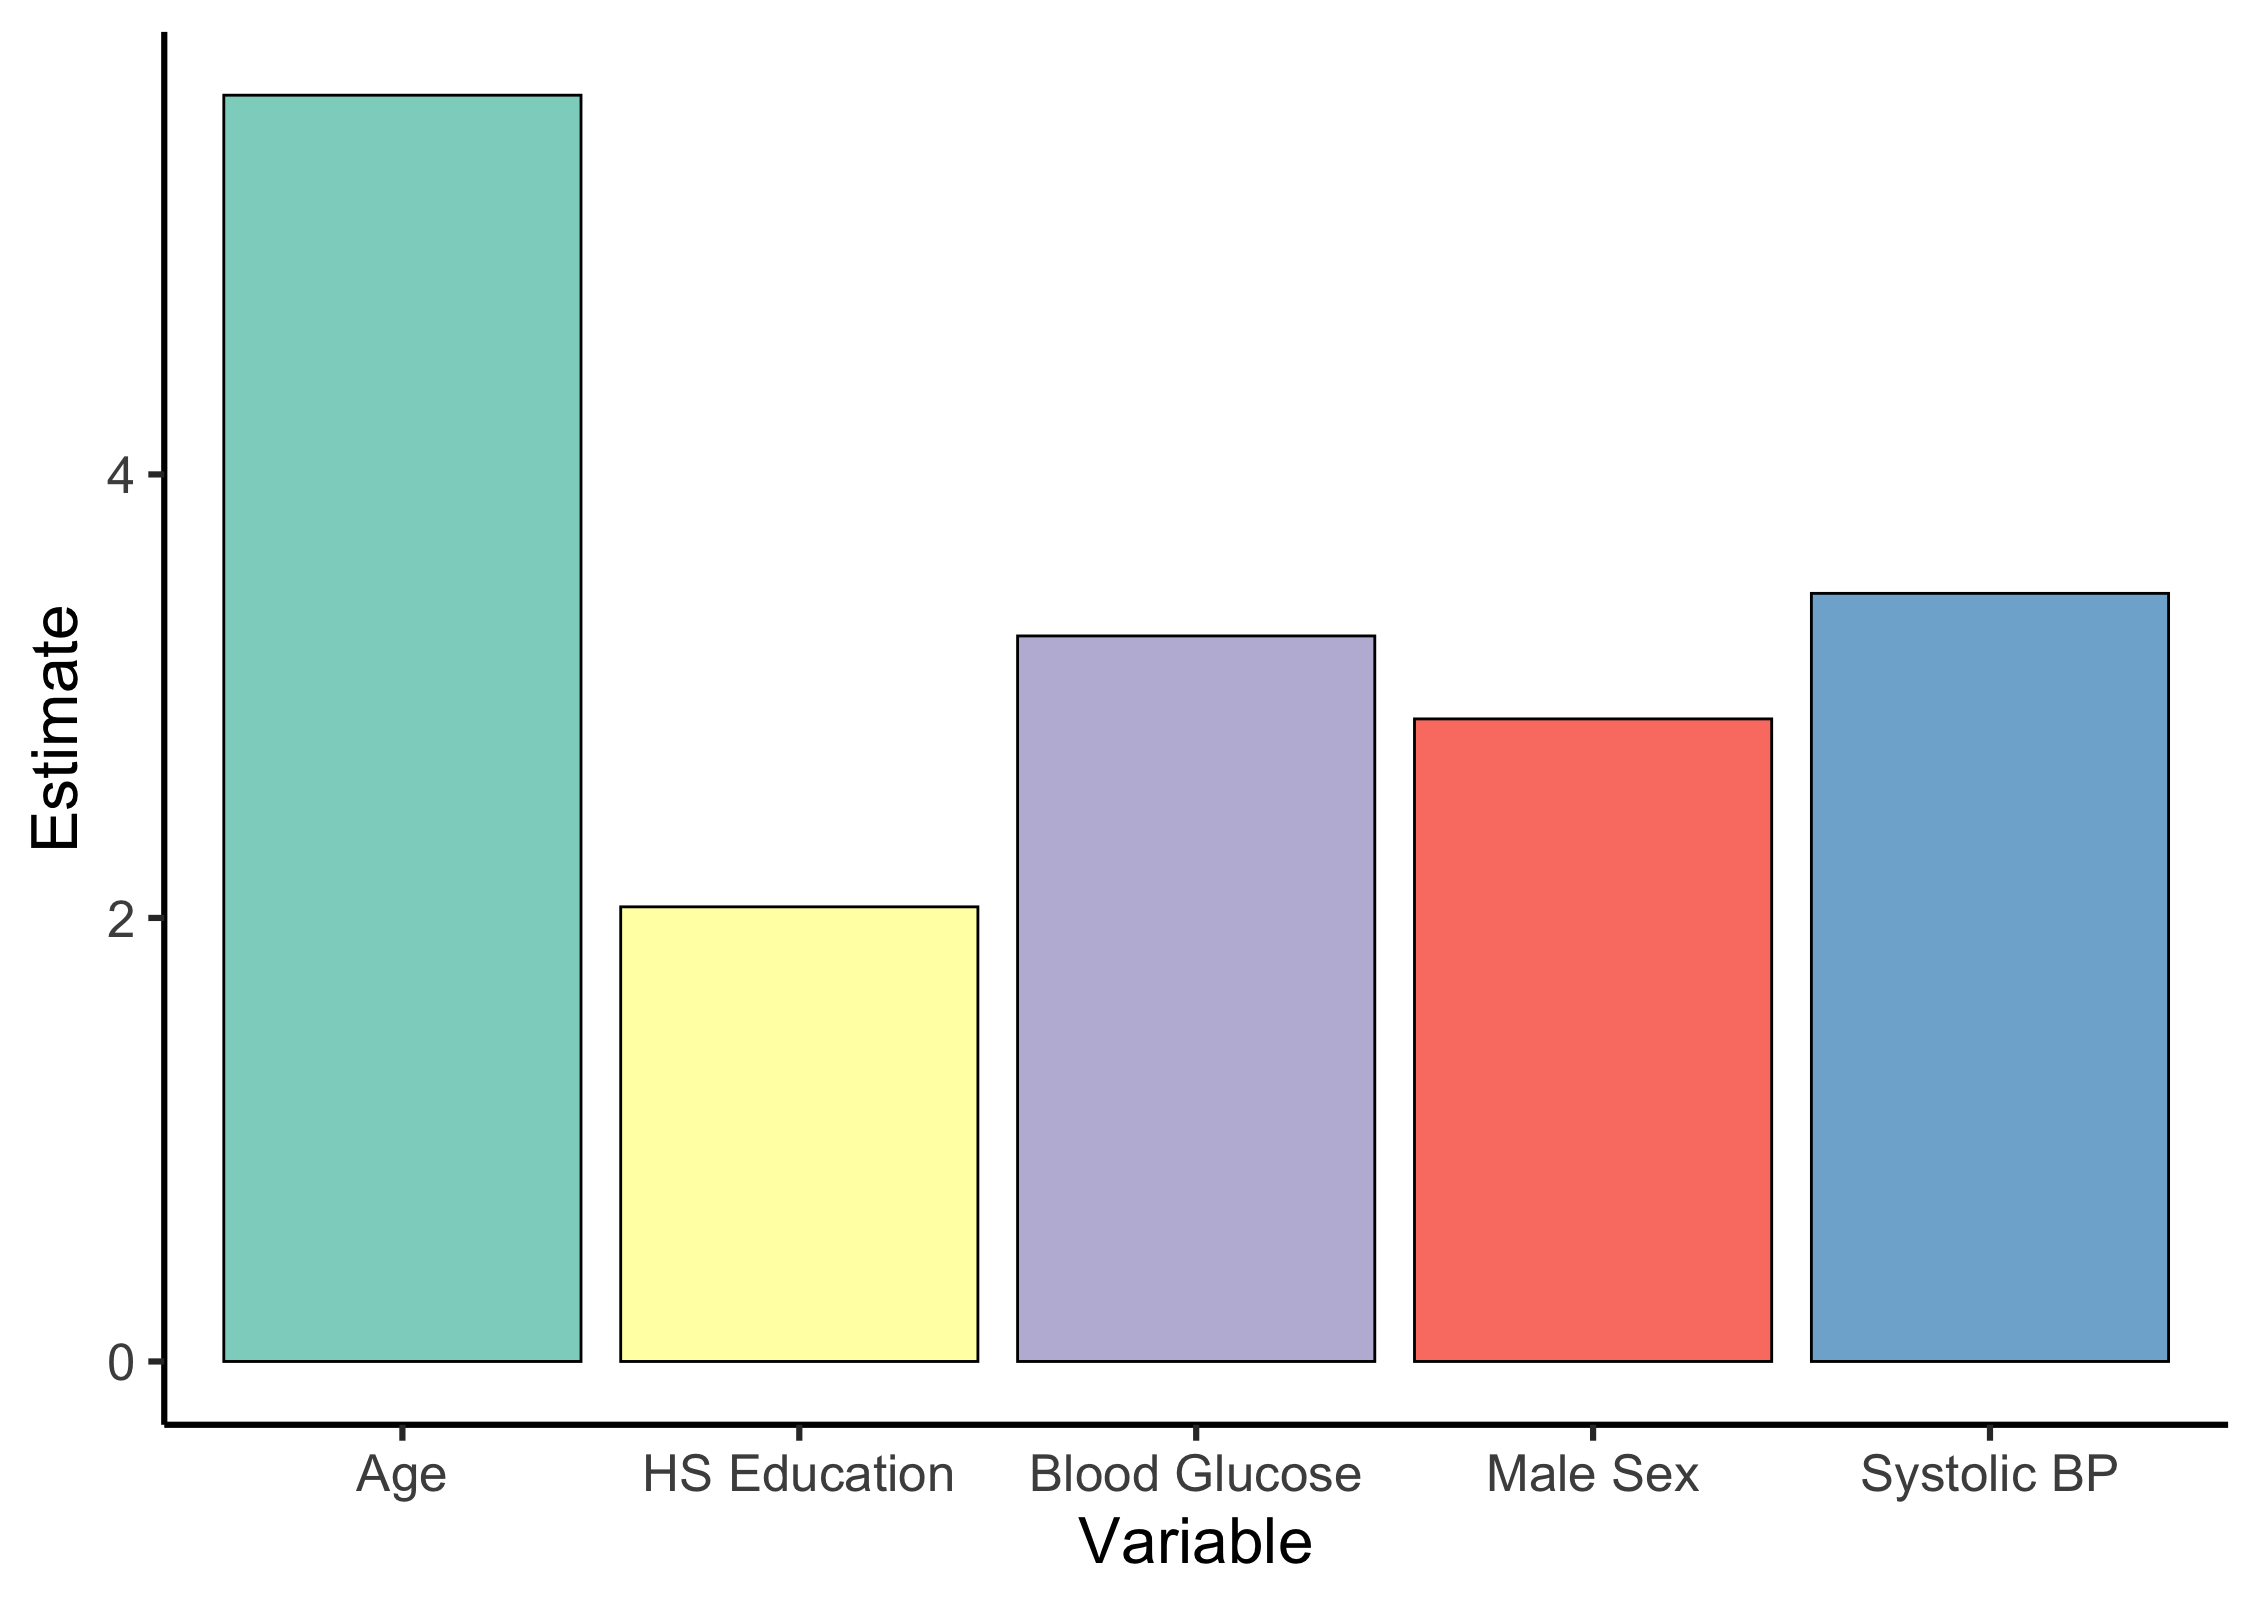 Estimate
4
2
0
Age HS Education Blood Glucose Male Sex Systolic BP
Variable